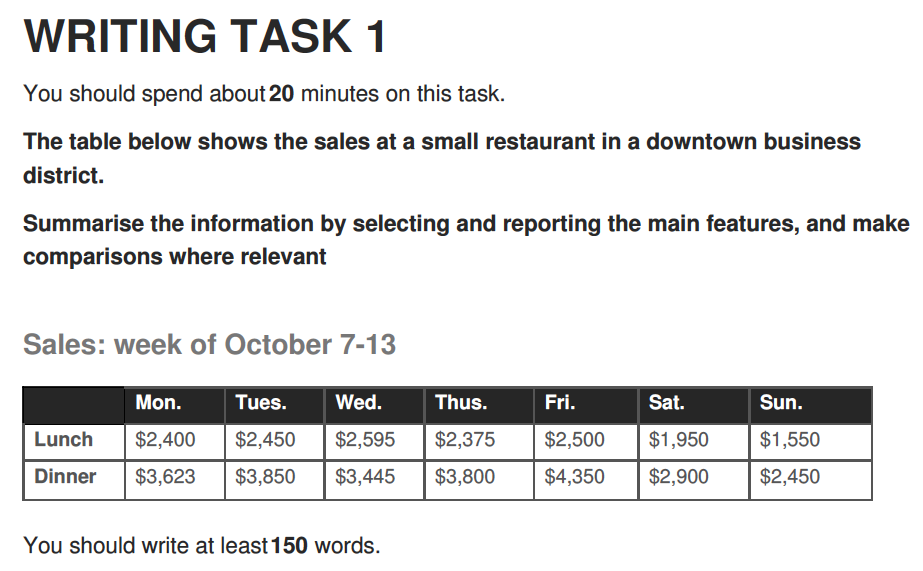 WRITING TASK 1
You should spend about 20 minutes on this task.
The table below shows the sales at a small restaurant in a downtown business
district.
Summarise the information by selecting and reporting the main features, and make
comparisons where relevant
Sales: week of October 7-13
Mon. Tues. Wed. Thus. Fri. Sat. Sun.
Lunch $2,400 $2,450 $2,595 $2,375 $2,500 $1,950 $1,550
Dinner $3,623 $3,850 $3,445 $3,800 $4,350 $2,900 $2,450
You should write at least 150 words.